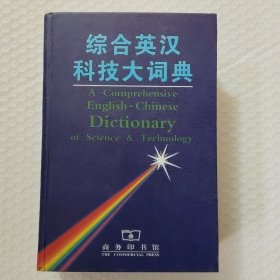 综合英汉
科技大词典
A Comprehensive
English-Chinese
Dictionary
of Science & Technology
商务印书馆
THE COMMERCIAL PRESS